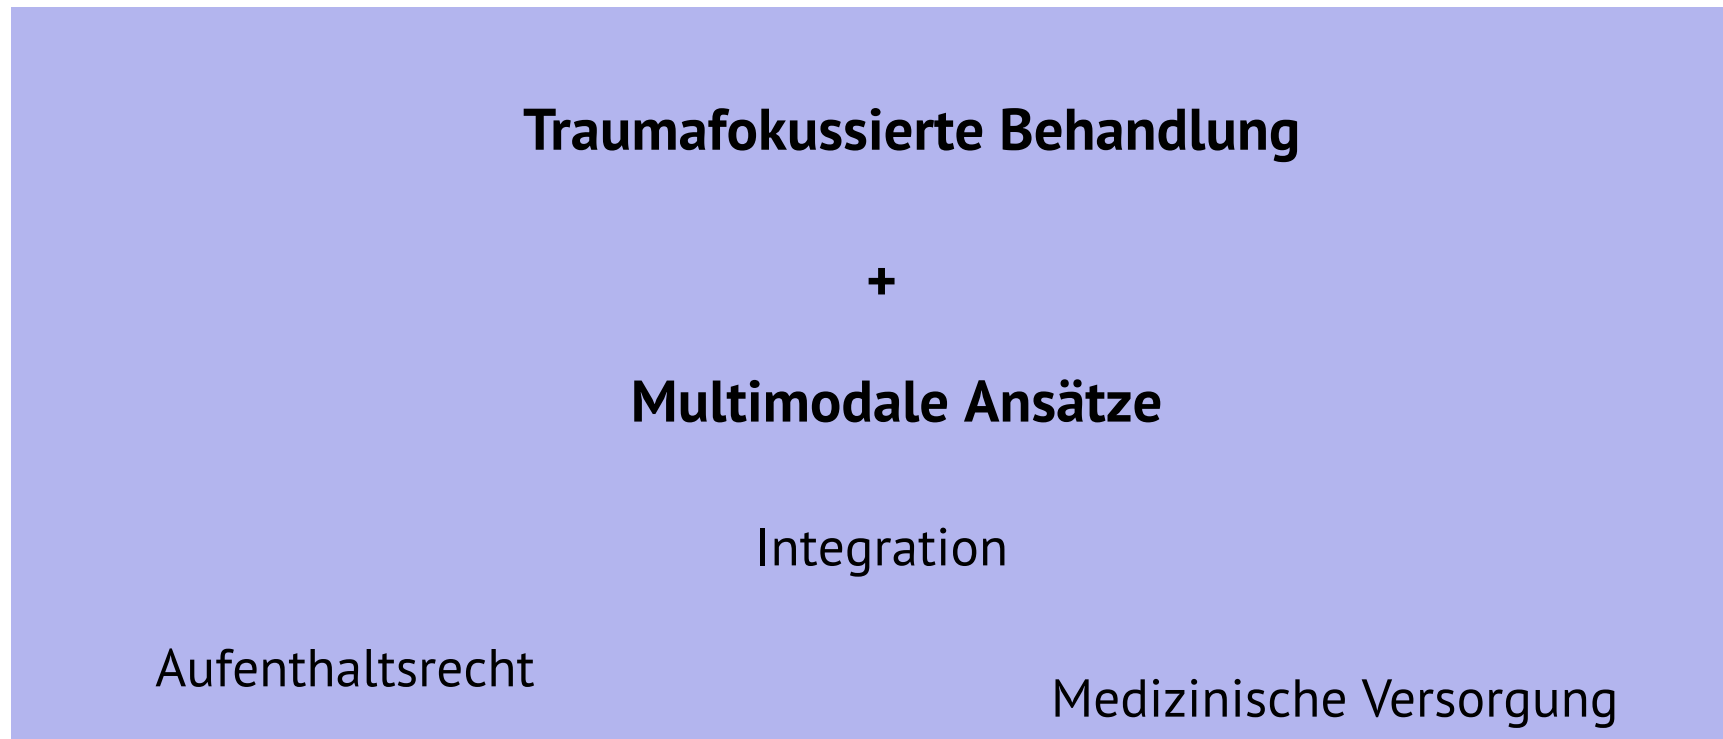 Traumafokussierte Behandlung
+
Multimodale Ansätze
Integration
Aufenthaltsrecht
Medizinische Versorgung